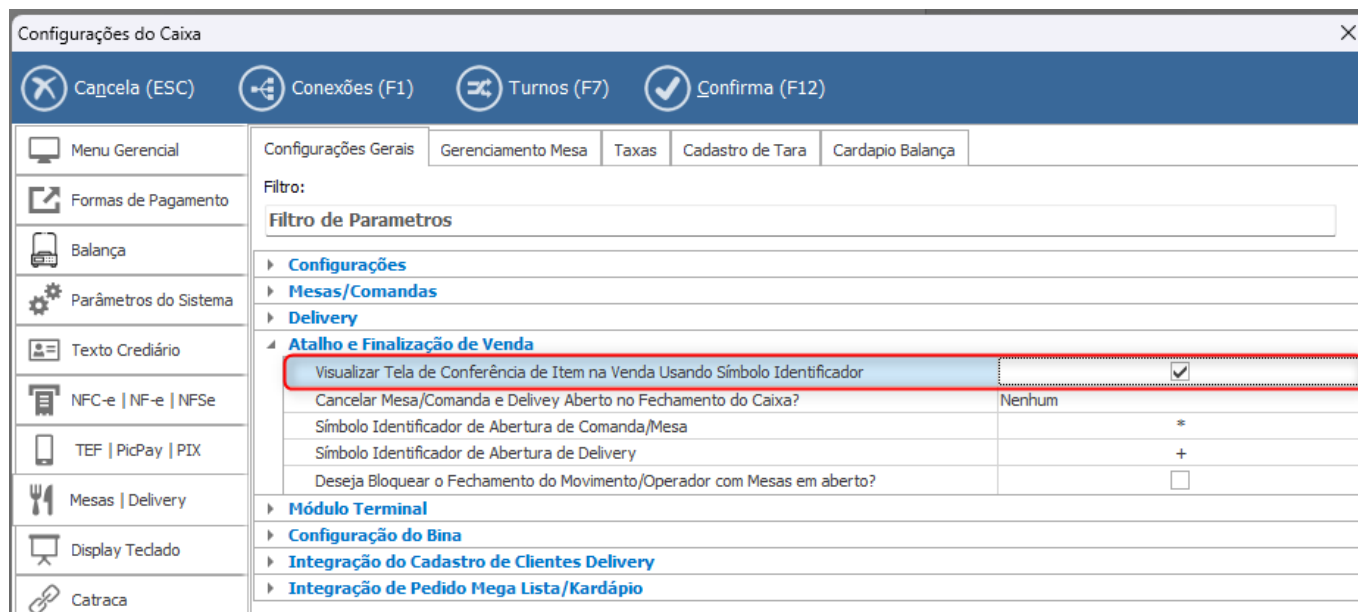 Configurações do Caixa
Cancela (ESC) Conexões (F1) Turnos (F7) Confirma (F12)
Menu Gerencial
Formas de Pagamento
Balança
Parâmetros do Sistema
Texto Crediário
NFC-e | NF-e | NFSe
TEF | PicPay | PIX
Mesas | Delivery
Display Teclado
Catraca
Configurações Gerais Gerenciamento Mesa Taxas Cadastro de Tara Cardapio Balança
Filtro:
Filtro de Parametros
Configurações
Mesas/Comandas
Delivery
Atalho e Finalização de Venda
Visualizar Tela de Conferência de Item na Venda Usando Símbolo Identificador
Cancelar Mesa/Comanda e Delivey Aberto no Fechamento do Caixa? Nenhum
Símbolo Identificador de Abertura de Comanda/Mesa *
Símbolo Identificador de Abertura de Delivery +
Deseja Bloquear o Fechamento do Movimento/Operador com Mesas em aberto?
Módulo Terminal
Configuração do Bina
Integração do Cadastro de Clientes Delivery
Integração de Pedido Mega Lista/Kardápio